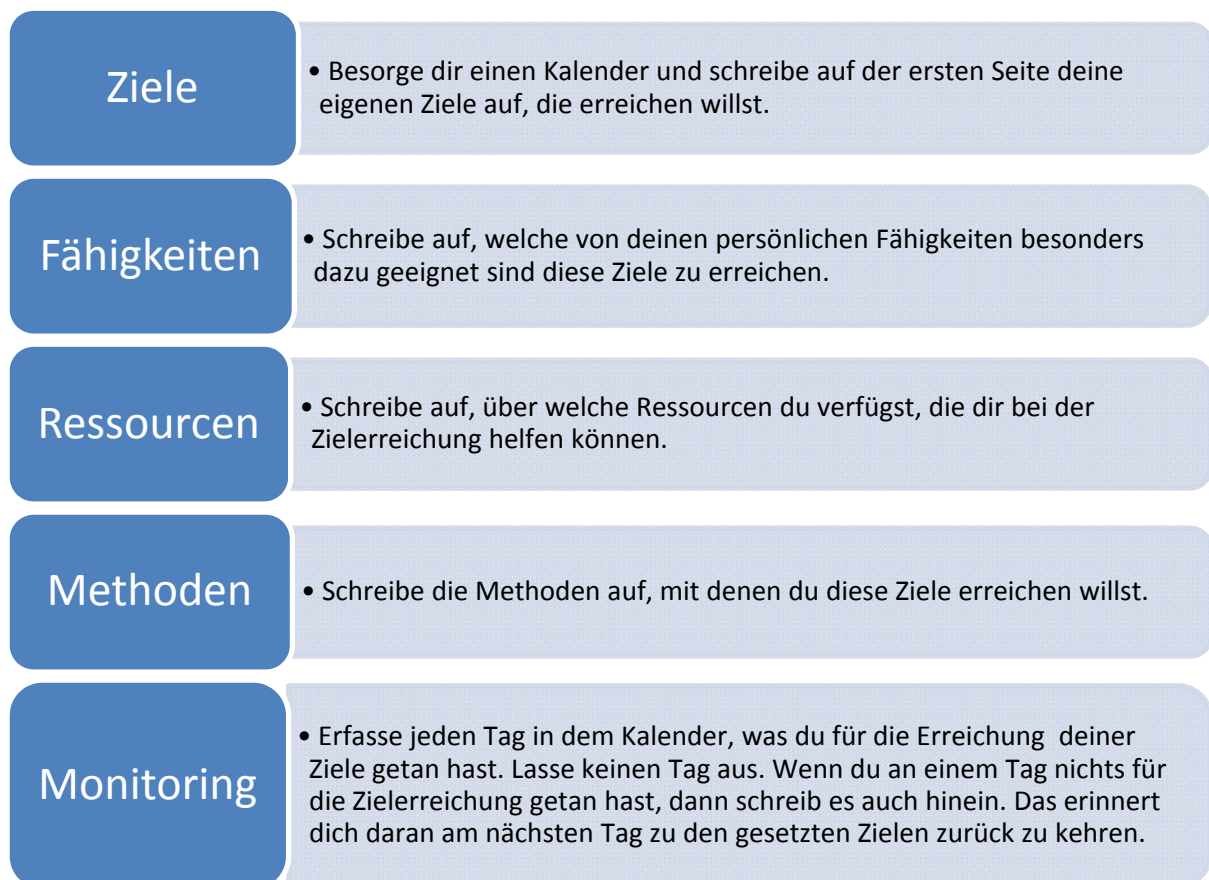 Ziele
• Besorge dir einen Kalender und schreibe auf der ersten Seite deine
eigenen Ziele auf, die erreichen willst.
Fähigkeiten
• Schreibe auf, welche von deinen persönlichen Fähigkeiten besonders
dazu geeignet sind diese Ziele zu erreichen.
Ressourcen
• Schreibe auf, über welche Ressourcen du verfügst, die dir bei der
Zielerreichung helfen können.
Methoden
• Schreibe die Methoden auf, mit denen du diese Ziele erreichen willst.
Monitoring
• Erfasse jeden Tag in dem Kalender, was du für die Erreichung  deiner
Ziele getan hast. Lasse keinen Tag aus. Wenn du an einem Tag nichts für
die Zielerreichung getan hast, dann schreib es auch hinein. Das erinnert
dich daran am nächsten Tag zu den gesetzten Zielen zurück zu kehren.